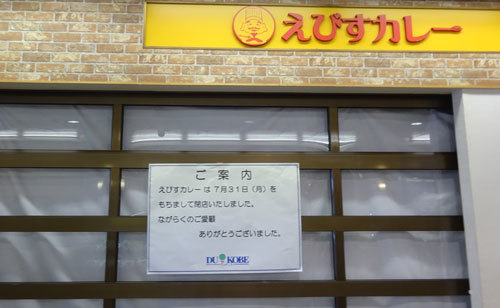 えびすカレー
ご案内
えびすカレーは7月31日(月)を
もちまして閉店いたしました。
ながらくのご愛顧
ありがとうございました。
DUO KOBE